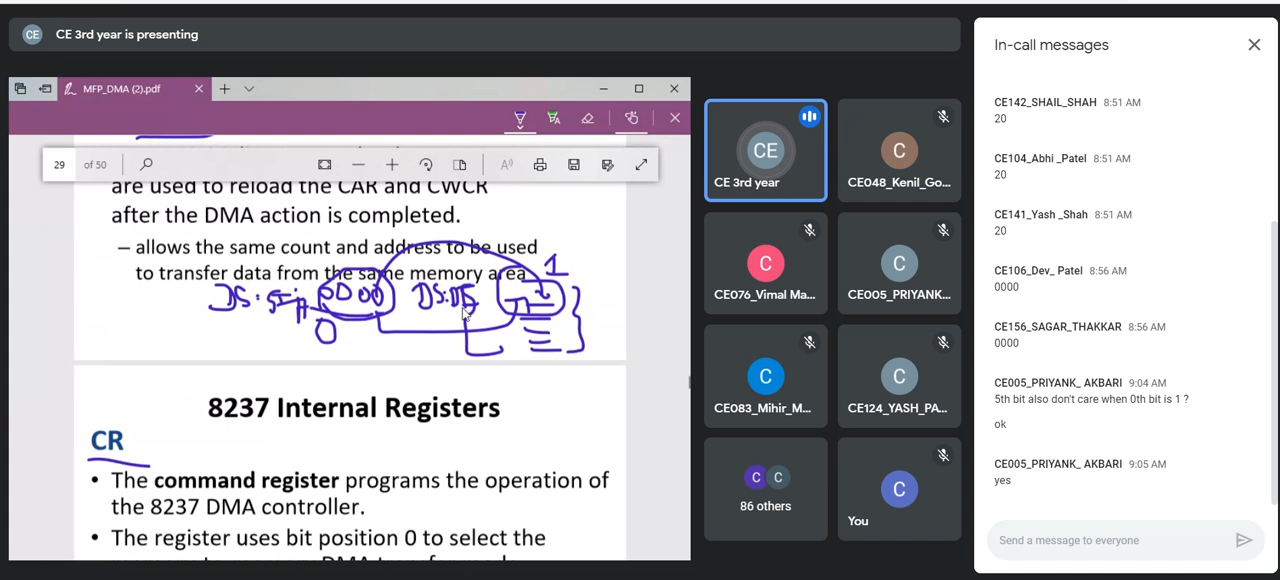 CE
CE 3rd year is presenting
MFP_DMA (2).pdf
29 of 50
are used to reload the CAR and CWCR
after the DMA action is completed.
– allows the same count and address to be used
to transfer data from the same memory area
1
0
8237 Internal Registers
CR
• The command register programs the operation of
the 8237 DMA controller.
• The register uses bit position 0 to select the
CE
CE 3rd year
C
CE048_Kenil_Go...
C
CE076_Vimal Ma...
C
CE005_PRIYANK...
C
CE083_Mihir_M...
C
CE124_YASH_PA...
C C
86 others
C
You
In-call messages
CE142_SHAIL_SHAH 8:51 AM
20
CE104_Abhi _Patel 8:51 AM
20
CE141_Yash _Shah 8:51 AM
20
CE106_Dev_ Patel 8:56 AM
0000
CE156_SAGAR_THAKKAR 8:56 AM
0000
CE005_PRIYANK_ AKBARI 9:04 AM
5th bit also don't care when 0th bit is 1 ?
ok
CE005_PRIYANK_ AKBARI 9:05 AM
yes
Send a message to everyone